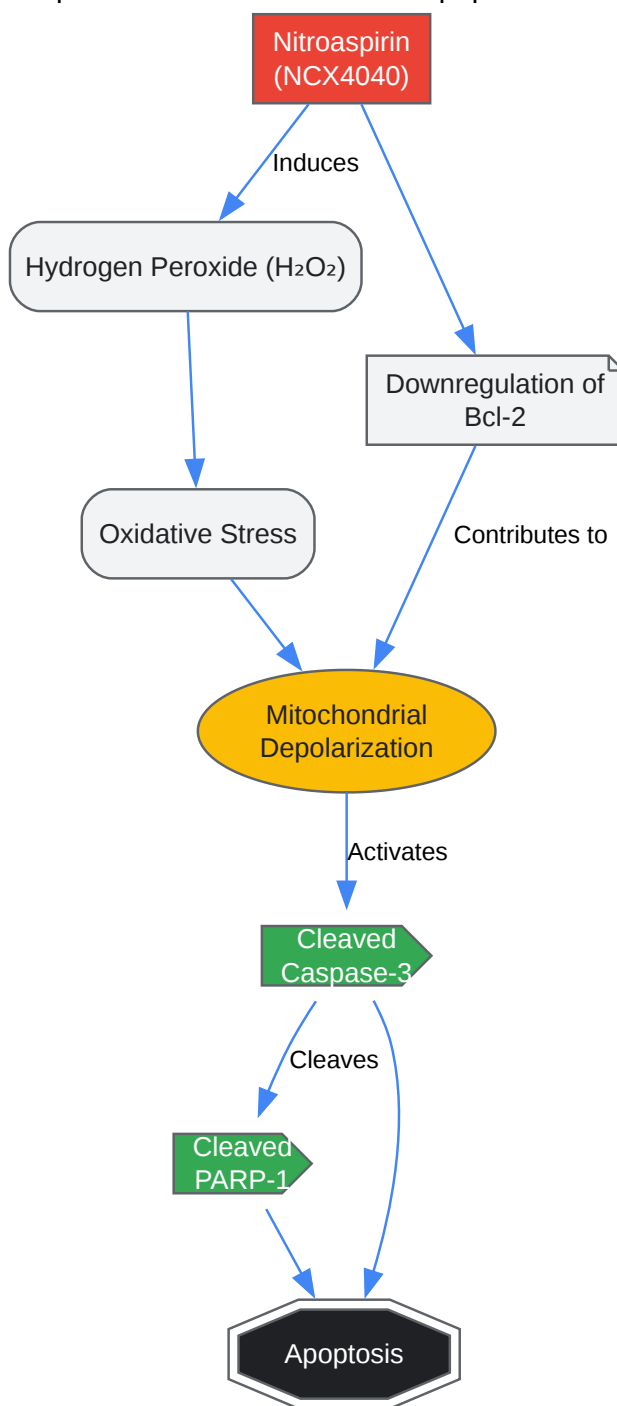 Nitroaspirin
(NCX4040)
Induces
Hydrogen Peroxide (H₂O₂)
Downregulation of
Bcl-2
Oxidative Stress
Contributes to
Mitochondrial
Depolarization
Activates
Cleaved
Caspase-3
Cleaves
Cleaved
PARP-1
Apoptosis